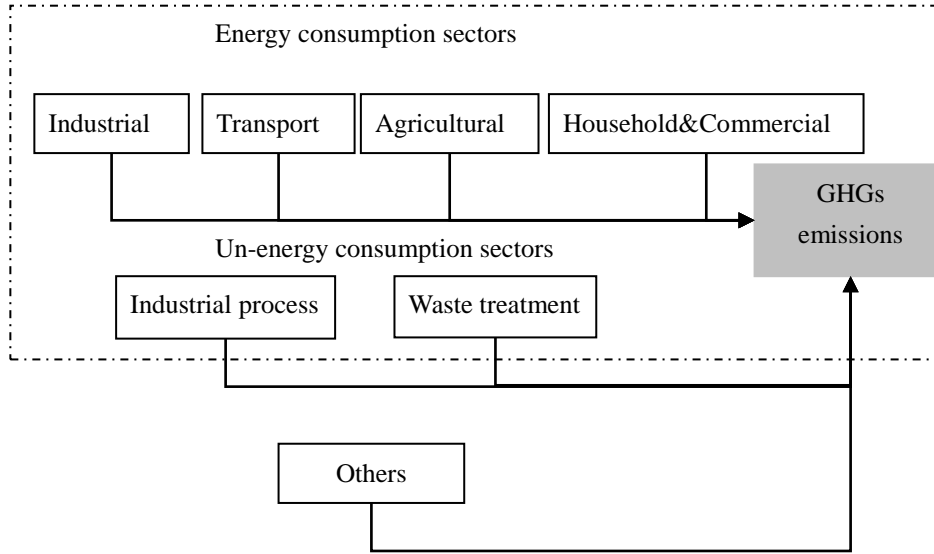 Energy consumption sectors
Industrial
Transport
Agricultural
Household&Commercial
GHGs
emissions
Un-energy consumption sectors
Industrial process
Waste treatment
Others